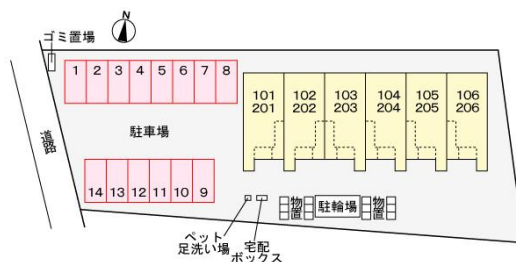 N
ゴミ置場
1 2 3 4 5 6 7 8
101 102 103 104 105 106
201 202 203 204 205 206
道路
駐車場
14 13 12 11 10 9
物置 駐輪場 物置
ペット
足洗い場
宅配
ボックス